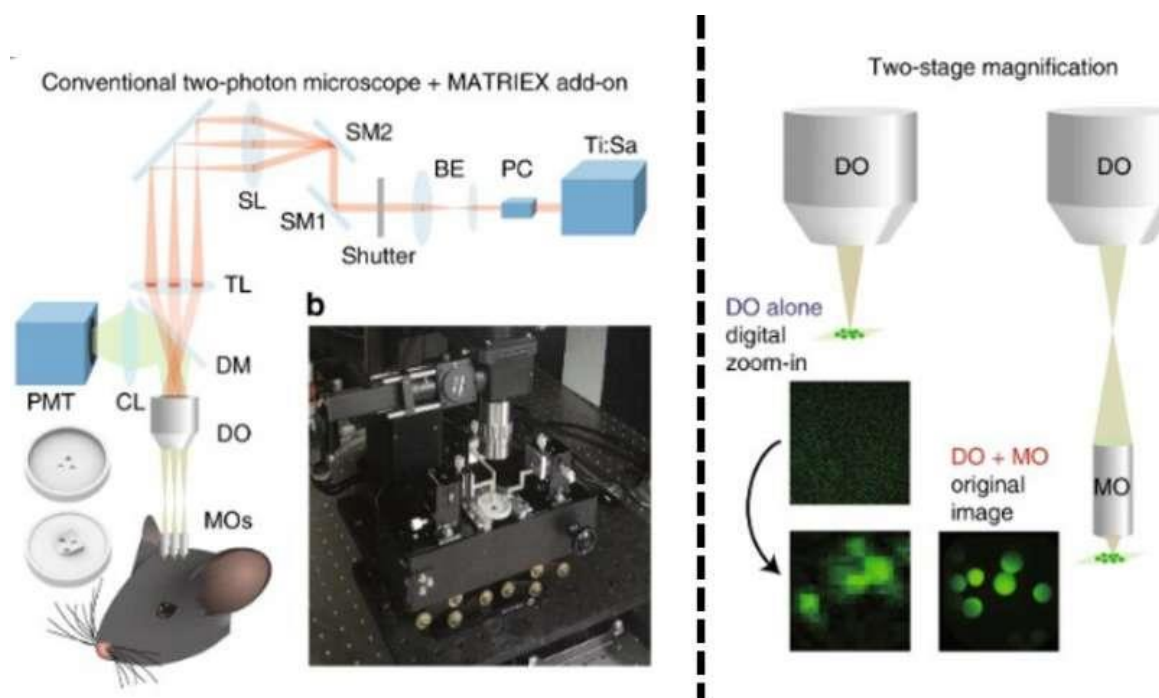 Conventional two-photon microscope + MATRIEX add-on
SM2
Ti:Sa
BE
PC
SL
SM1
Shutter
TL
b
DM
PMT
CL
DO
MOs
Two-stage magnification
DO
DO
DO alone
digital
zoom-in
DO + MO
original
image
MO